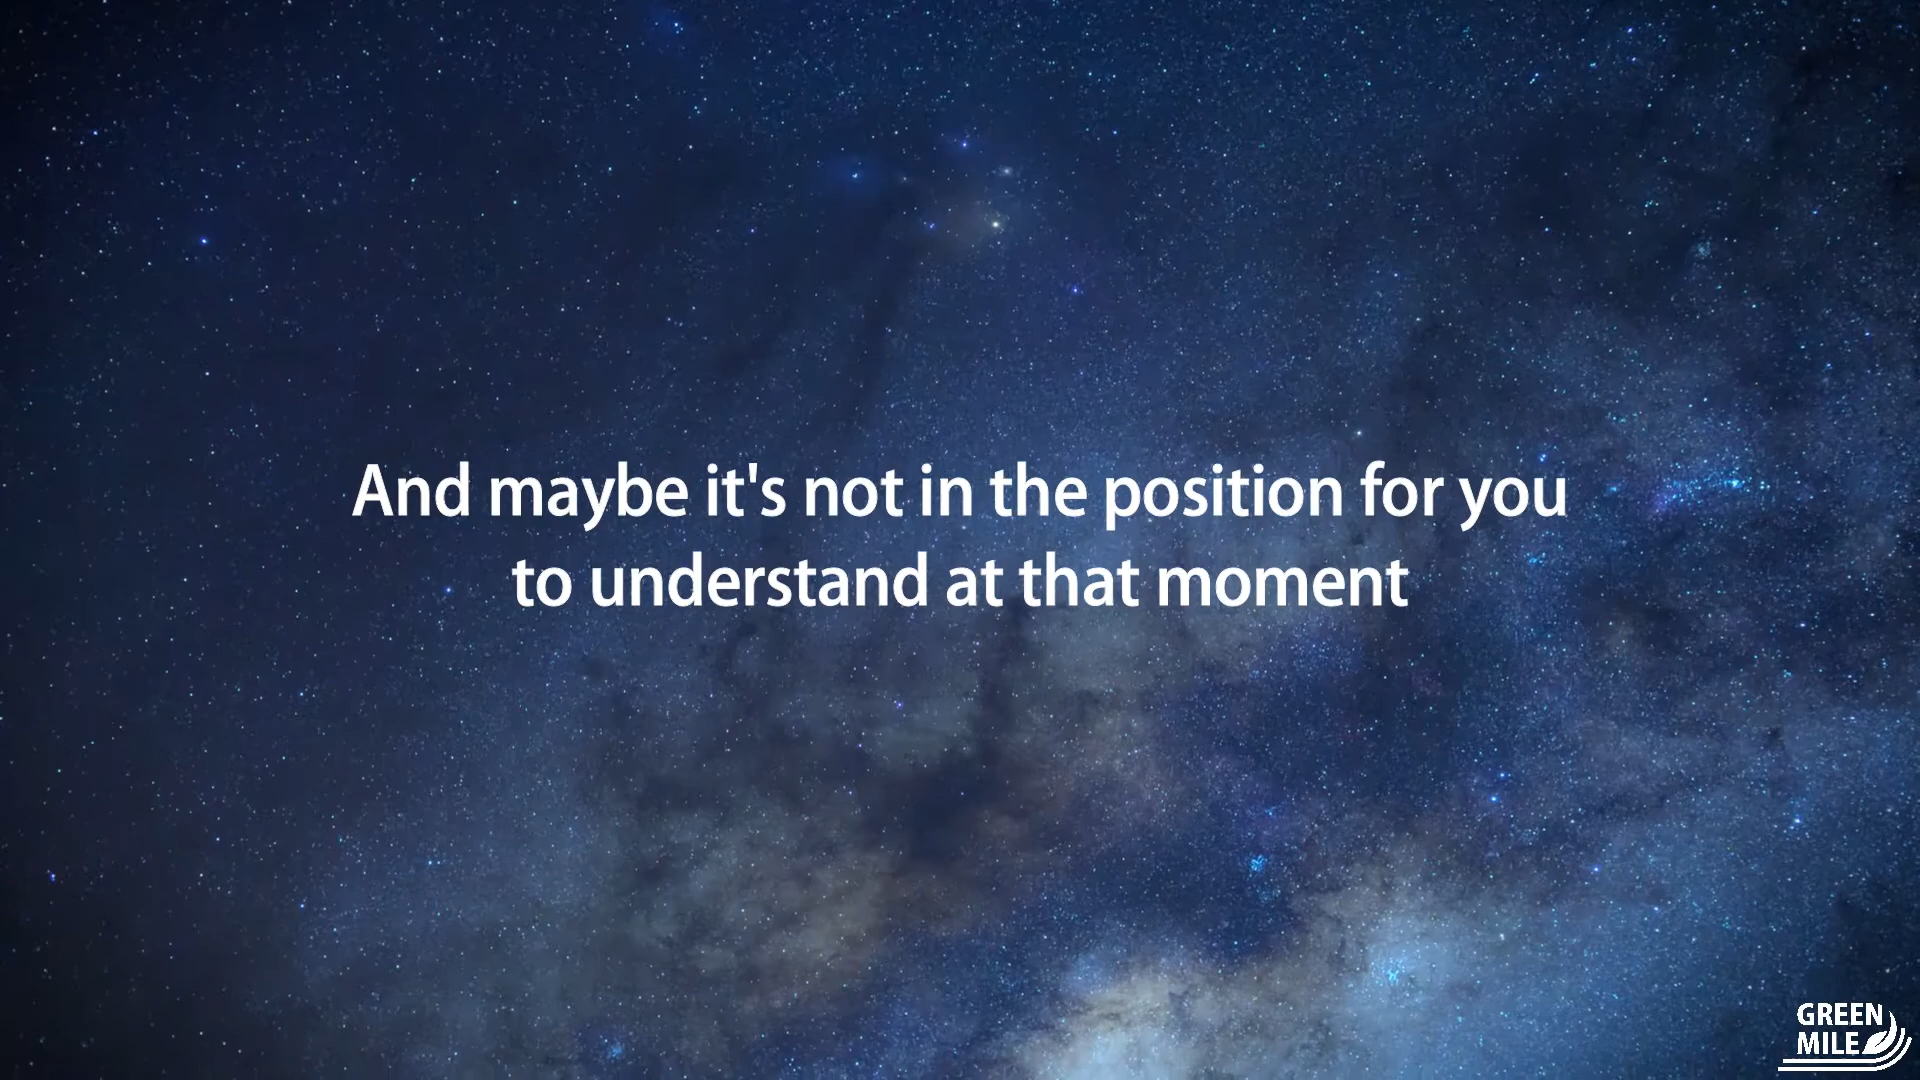 And maybe it's not in the position for you
to understand at that moment
GREEN
MILE